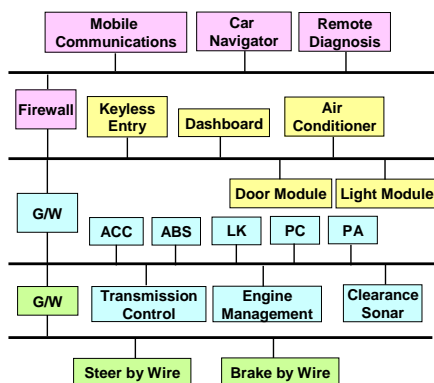 Mobile
Communications
Car
Navigator
Remote
Diagnosis
Firewall
Keyless
Entry
Dashboard
Air
Conditioner
Door Module
Light Module
G/W
ACC
ABS
LK
PC
PA
G/W
Transmission
Control
Engine
Management
Clearance
Sonar
Steer by Wire
Brake by Wire